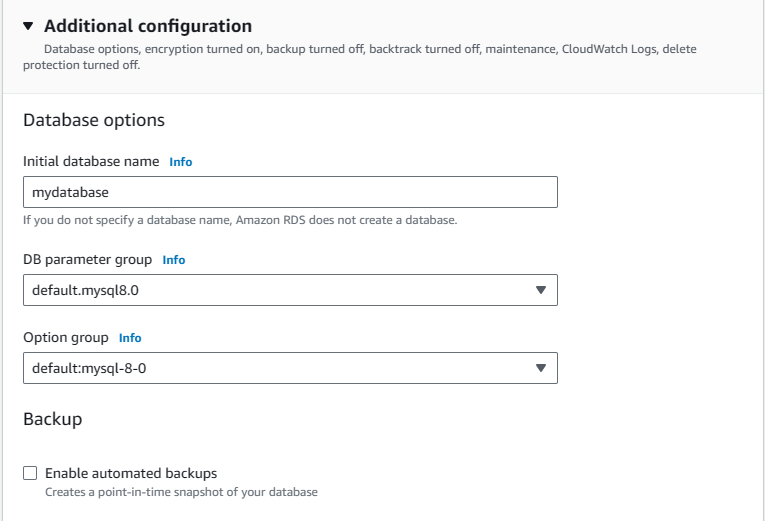 Additional configuration
Database options, encryption turned on, backup turned off, backtrack turned off, maintenance, CloudWatch Logs, delete
protection turned off.
Database options
Initial database name Info
mydatabase
If you do not specify a database name, Amazon RDS does not create a database.
DB parameter group Info
default.mysql8.0
Option group Info
default:mysql-8-0
Backup
Enable automated backups
Creates a point-in-time snapshot of your database